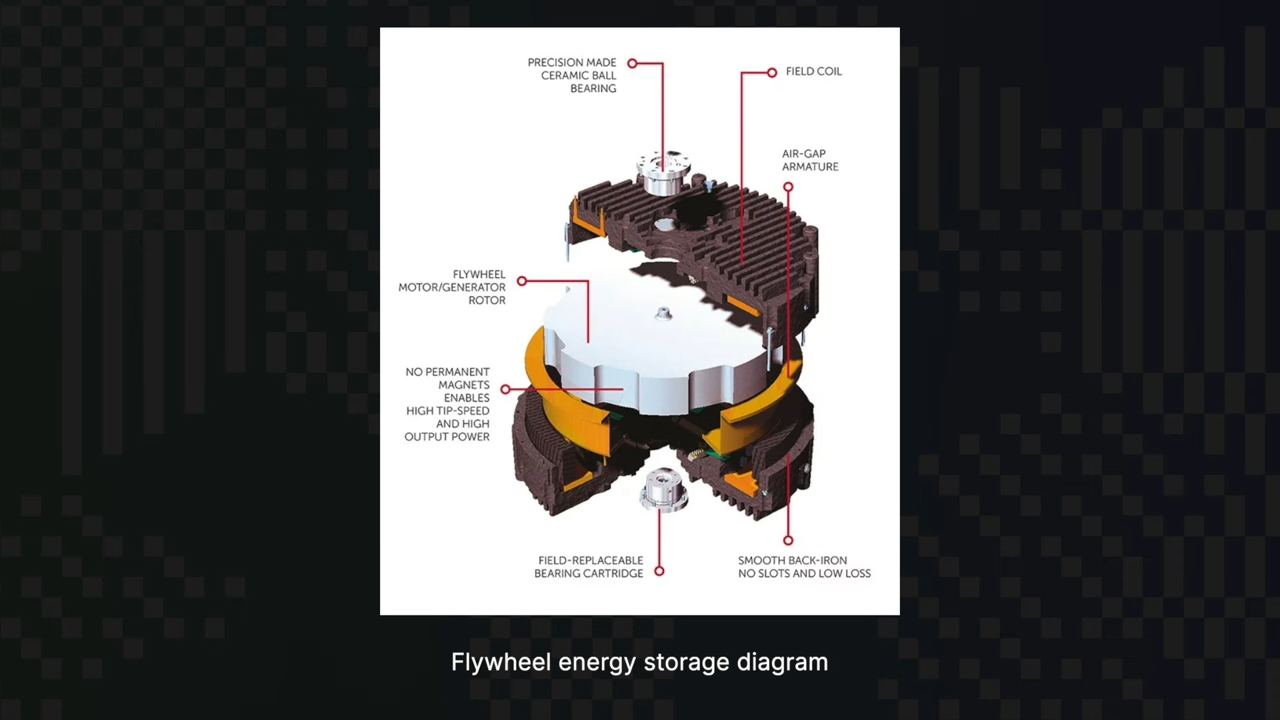 PRECISION MADE
CERAMIC BALL
BEARING
FIELD COIL
AIR-GAP
ARMATURE
FLYWHEEL
MOTOR/GENERATOR
ROTOR
NO PERMANENT
MAGNETS
ENABLES
HIGH TIP-SPEED
AND HIGH
OUTPUT POWER
FIELD-REPLACEABLE
BEARING CARTRIDGE
SMOOTH BACK-IRON
NO SLOTS AND LOW LOSS
Flywheel energy storage diagram